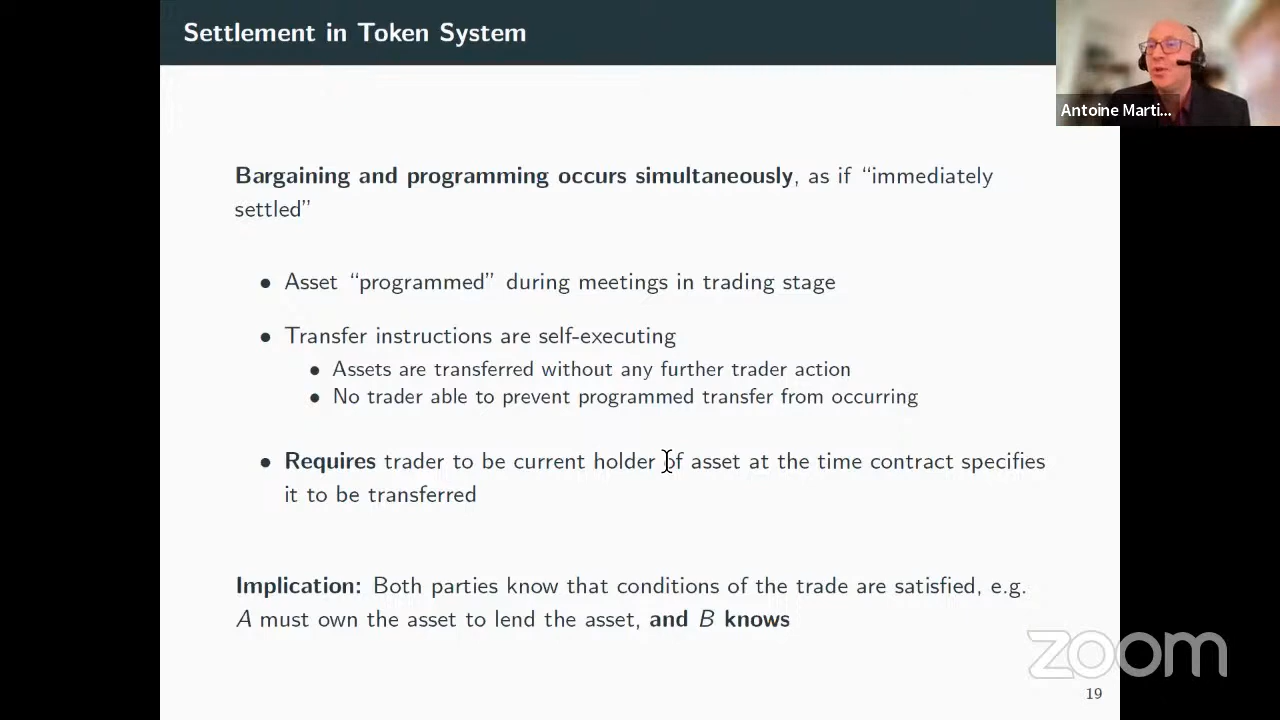 Settlement in Token System
Antoine Marti...
Bargaining and programming occurs simultaneously, as if “immediately
settled”
• Asset “programmed” during meetings in trading stage
• Transfer instructions are self-executing
• Assets are transferred without any further trader action
• No trader able to prevent programmed transfer from occurring
• Requires trader to be current holder of asset at the time contract specifies
it to be transferred
Implication: Both parties know that conditions of the trade are satisfied, e.g.
A must own the asset to lend the asset, and B knows
zoom
19